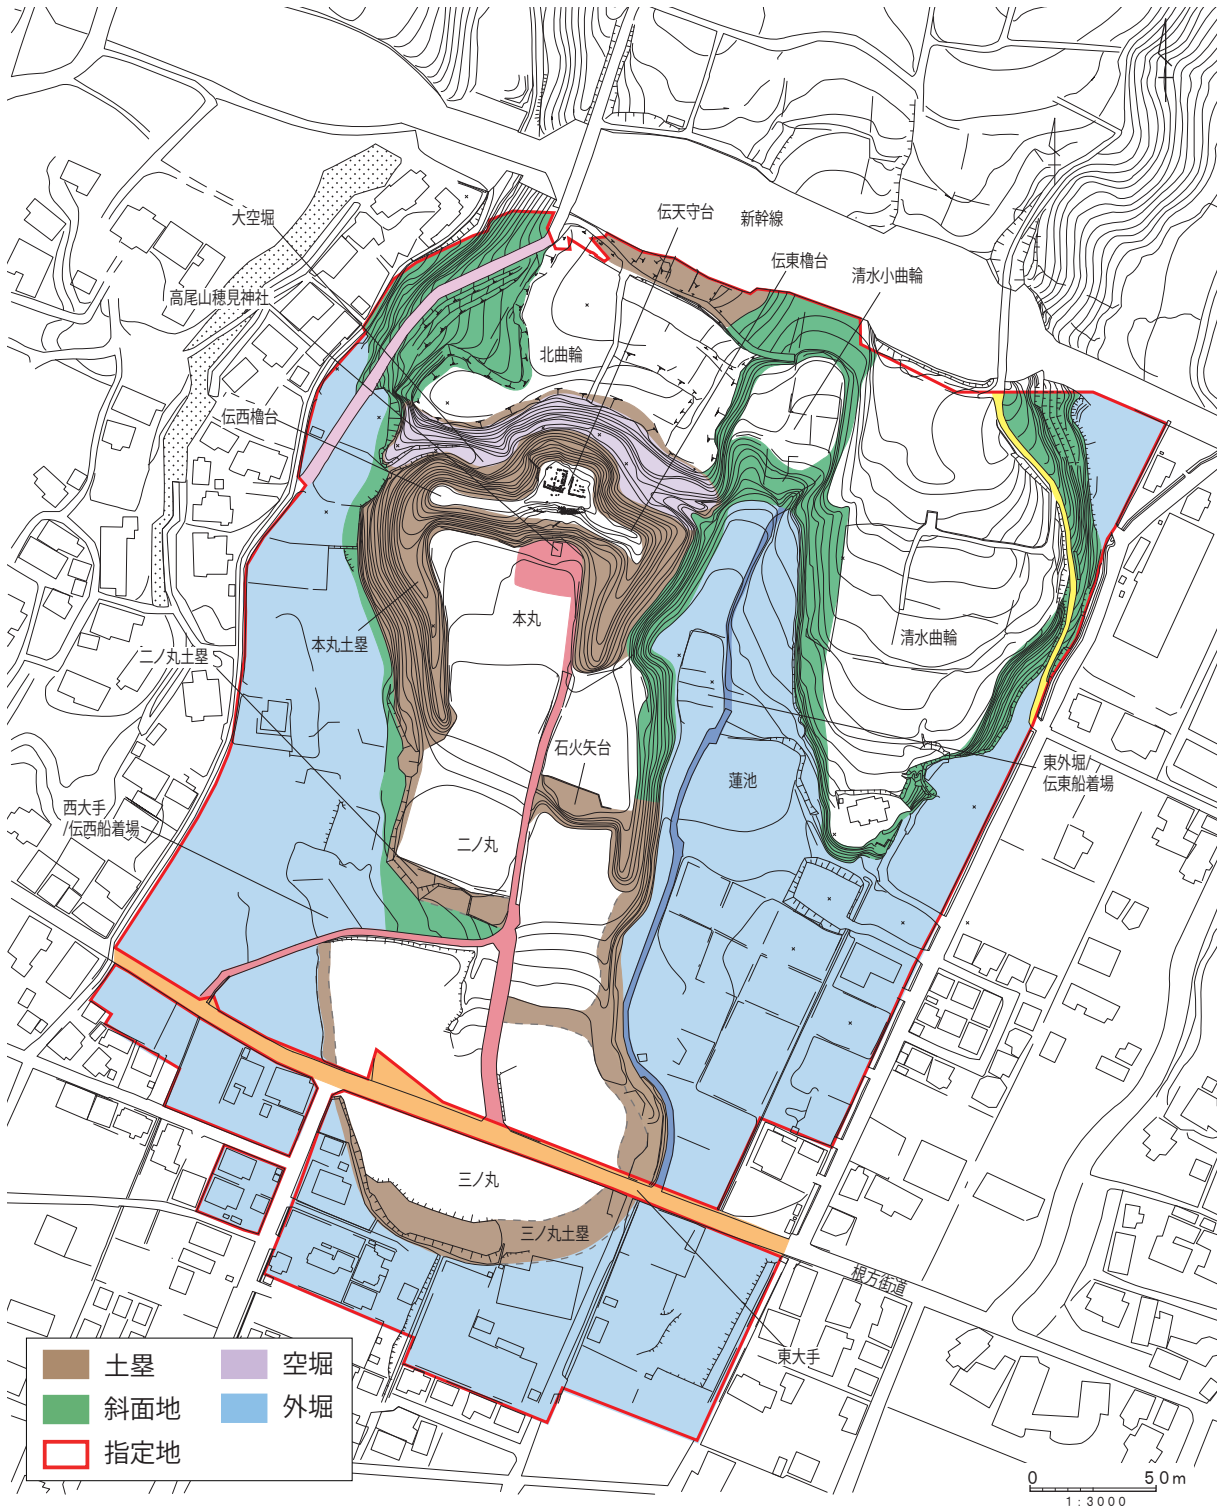 大空堀
伝天守台
新幹線
伝東櫓台
清水小曲輪
高尾山穂見神社
北曲輪
伝西櫓台
本丸
本丸土塁
清水曲輪
二ノ丸土塁
石火矢台
東外堀/
伝東船着場
蓮池
西大手
/伝西船着場
二ノ丸
三ノ丸
三ノ丸土塁
根方街道
東大手
土塁
空堀
斜面地
外堀
指定地
0 50m
1:3000